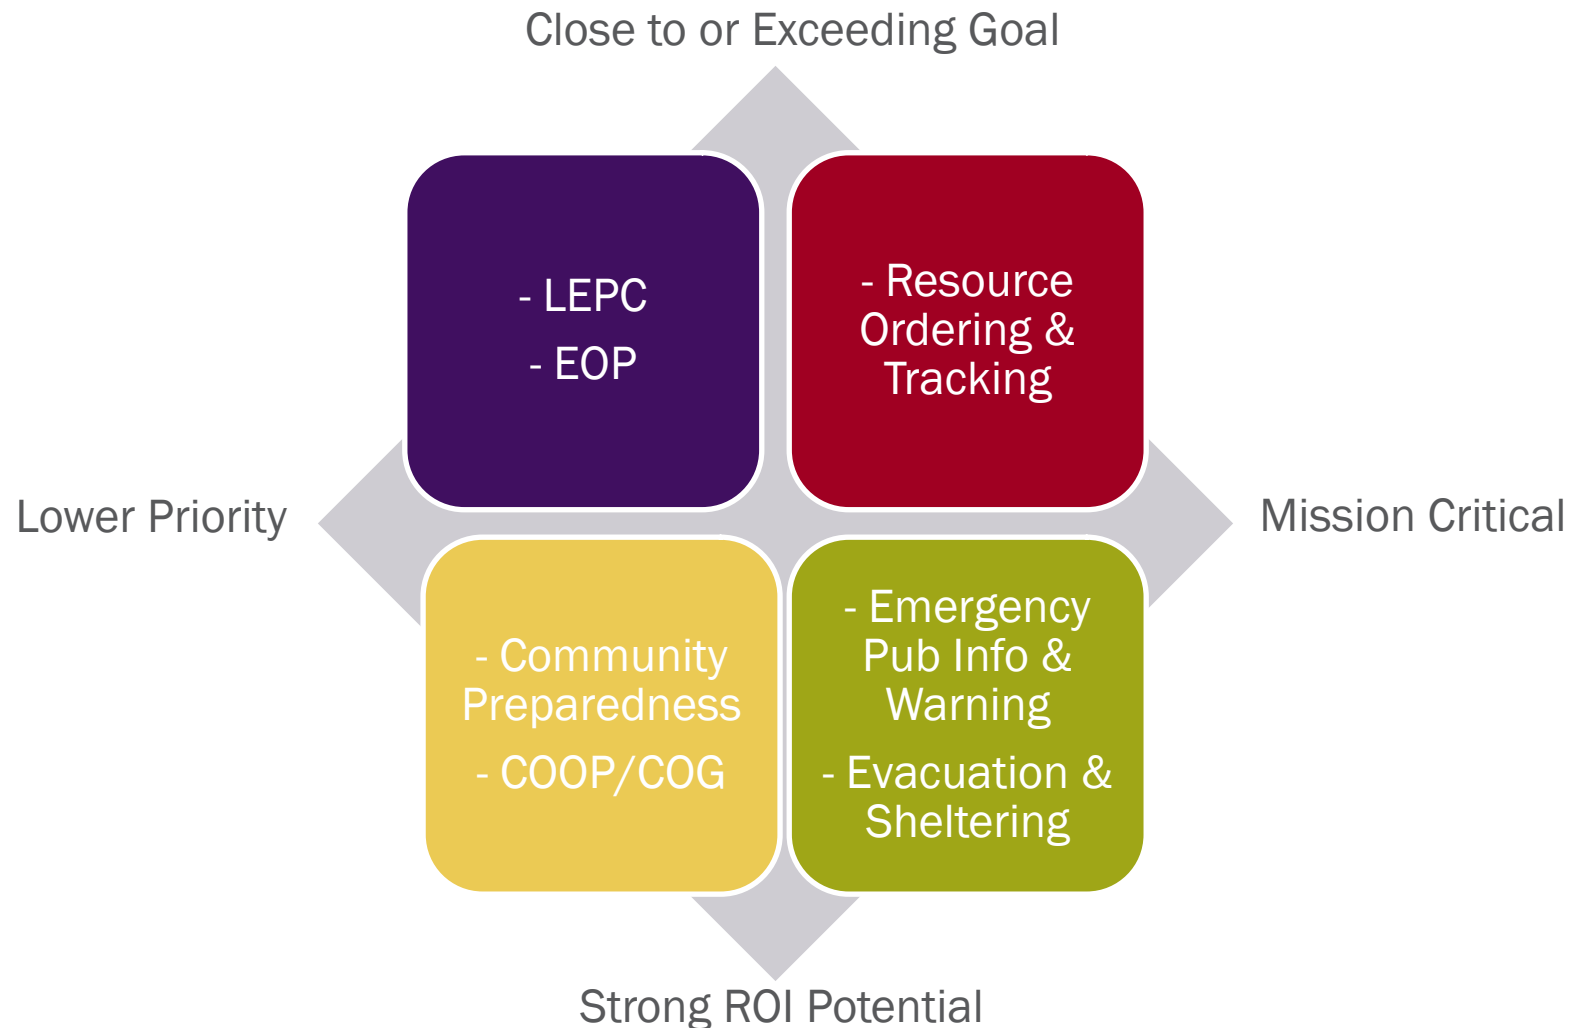 Close to or Exceeding Goal
- LEPC
- EOP
- Resource
Ordering &
Tracking
Lower Priority
Mission Critical
- Community
Preparedness
- COOP/COG
- Emergency
Pub Info &
Warning
- Evacuation &
Sheltering
Strong ROI Potential